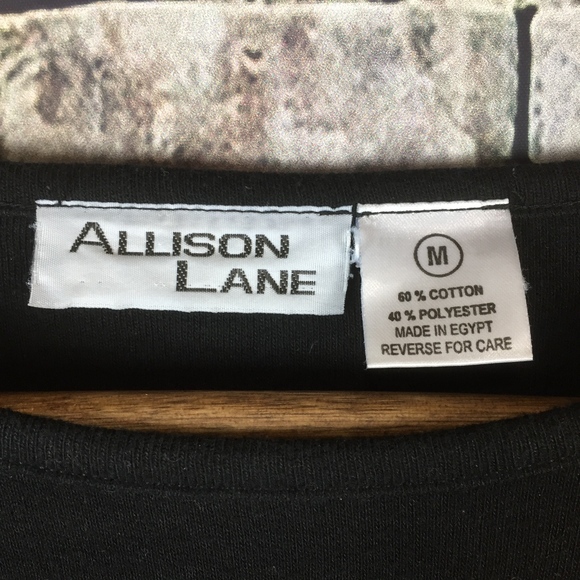 ALLISON
LANE
M
60 % COTTON
40 % POLYESTER
MADE IN EGYPT
REVERSE FOR CARE